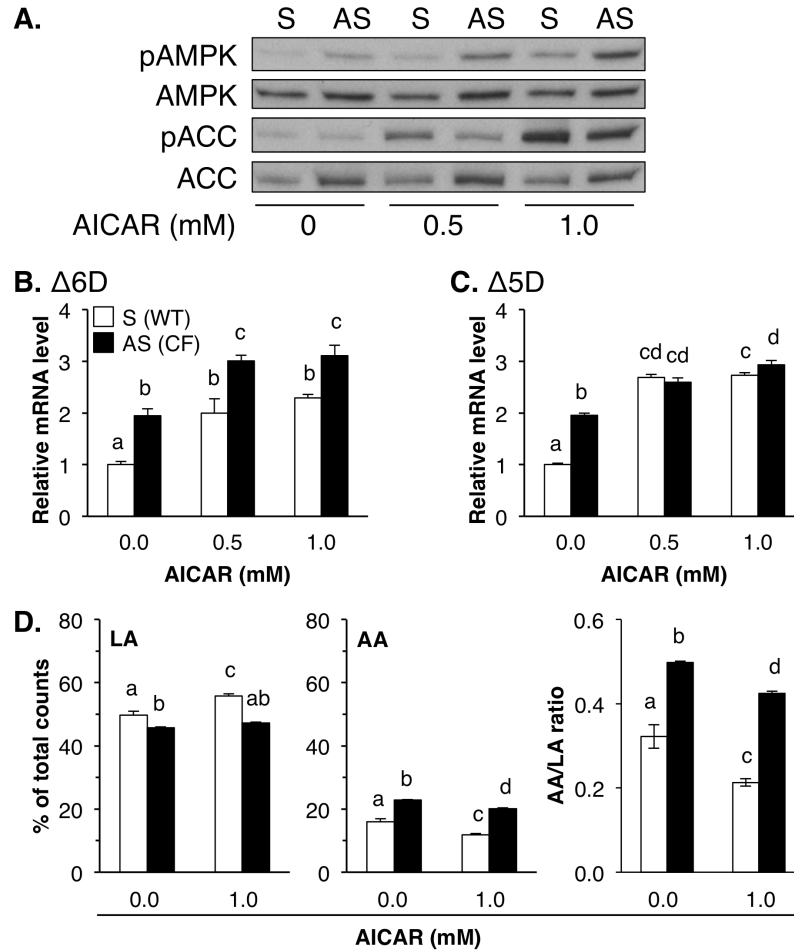 A.
S AS S AS S AS
pAMPK
AMPK
pACC
ACC
AICAR (mM) 0 0.5 1.0
B. Δ6D
S (WT)
AS (CF)
Relative mRNA level
4
3
2
1
0
a b b c b c
0.0 0.5 1.0
AICAR (mM)
C. Δ5D
Relative mRNA level
4
3
2
1
0
a b cd cd c d
0.0 0.5 1.0
AICAR (mM)
D.
LA
% of total counts
80
60
40
20
0
a b c ab
0.0 1.0
AA
80
60
40
20
0
a b c d
0.0 1.0
AA/LA ratio
0.6
0.4
0.2
0.0
a b c d
0.0 1.0
AICAR (mM)